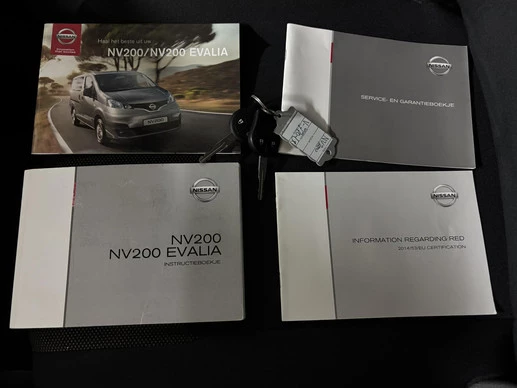 NISSAN
Haal het beste uit uw
NV200/NV200 EVALIA
NISSAN
SERVICE- EN GARANTIEBOEKJE
NISSAN
NV200
NV200 EVALIA
INSTRUCTIEBOEKJE
NISSAN
INFORMATION REGARDING RED
2014/53/EU CERTIFICATION